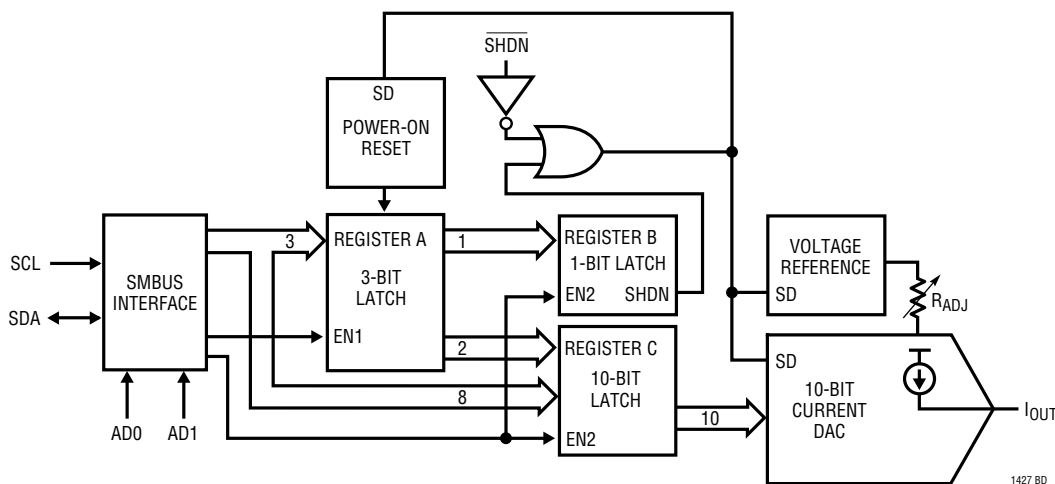 SHDN
SD
POWER-ON
RESET
SCL
SDA
SMBUS
INTERFACE
AD0
AD1
3
8
REGISTER A
3-BIT
LATCH
EN1
1
2
REGISTER B
1-BIT LATCH
EN2
SHDN
REGISTER C
10-BIT
LATCH
EN2
10
VOLTAGE
REFERENCE
SD
RADJ
SD
10-BIT
CURRENT
DAC
IOUT
1427 BD